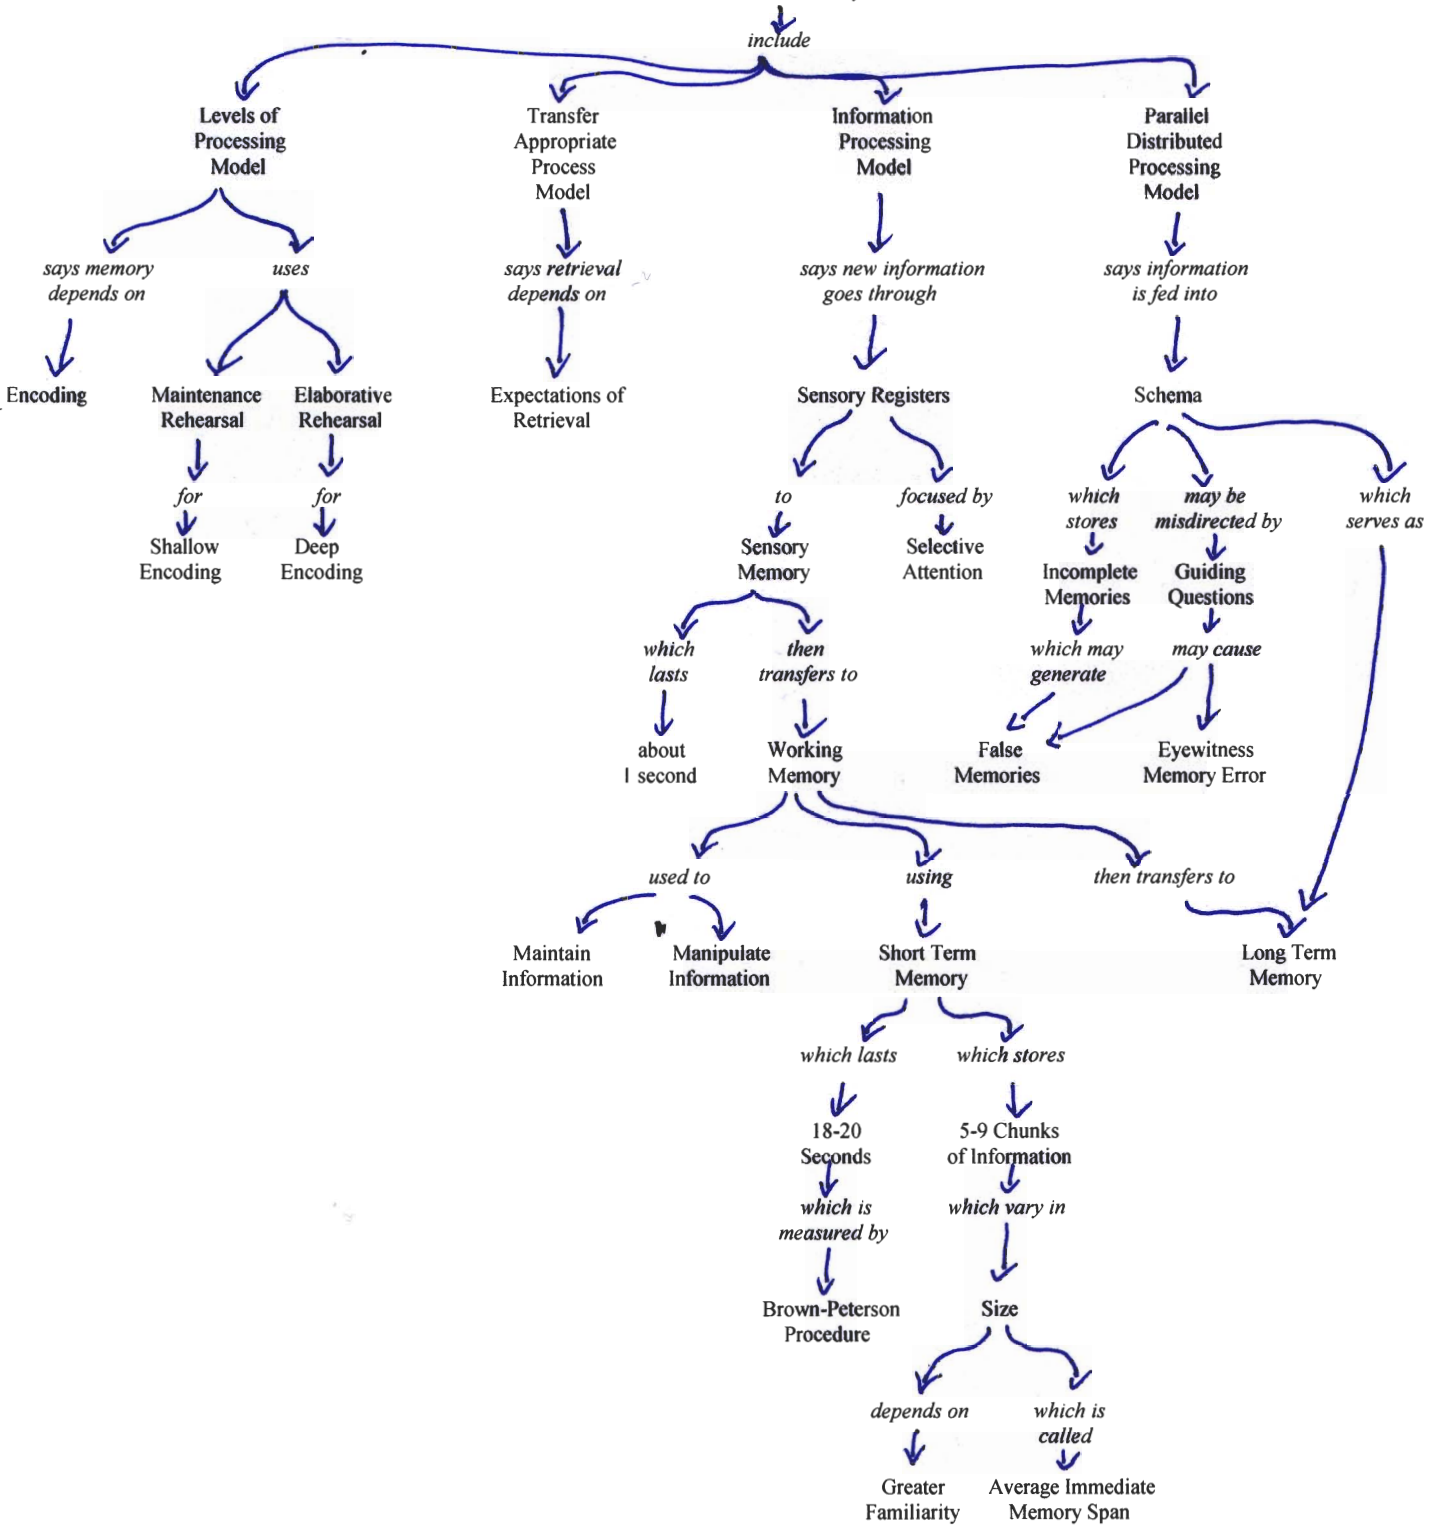 include
Levels of
Processing
Model
Transfer
Appropriate
Process
Model
Information
Processing
Model
Parallel
Distributed
Processing
Model
says memory
depends on
uses
says retrieval
depends on
says new information
goes through
says information
is fed into
Encoding
Maintenance
Rehearsal
Elaborative
Rehearsal
Expectations of
Retrieval
Sensory Registers
Schema
for
for
to
focused by
which
stores
may be
misdirected by
which
serves as
Shallow
Encoding
Deep
Encoding
Sensory
Memory
Selective
Attention
Incomplete
Memories
Guiding
Questions
which
lasts
then
transfers to
which may
generate
may cause
about
1 second
Working
Memory
False
Memories
Eyewitness
Memory Error
used to
using
then transfers to
Maintain
Information
Manipulate
Information
Short Term
Memory
Long Term
Memory
which lasts
which stores
18-20
Seconds
5-9 Chunks
of Information
which is
measured by
which vary in
Brown-Peterson
Procedure
Size
depends on
which is
called
Greater
Familiarity
Average Immediate
Memory Span